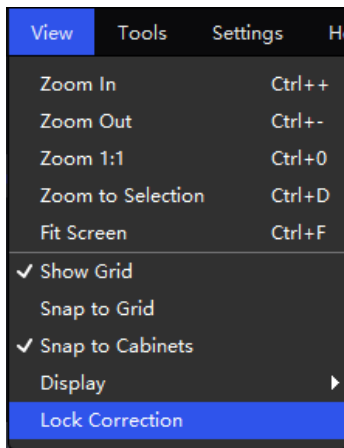 View Tools Settings
Zoom In Ctrl++
Zoom Out Ctrl+-
Zoom 1:1 Ctrl+0
Zoom to Selection Ctrl+D
Fit Screen Ctrl+F
Show Grid
Snap to Grid
Snap to Cabinets
Display
Lock Correction